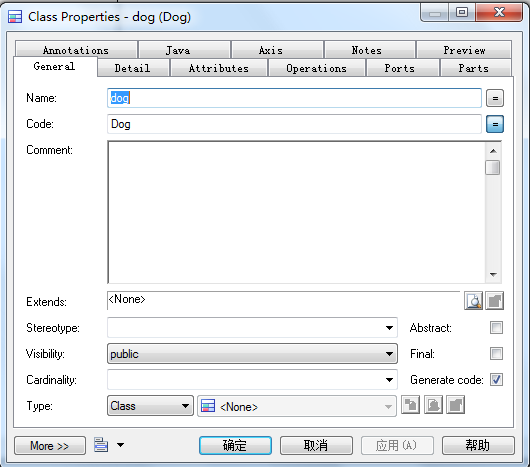 Class Properties - dog (Dog)
Annotations Java Axis Notes Preview
General Detail Attributes Operations Ports Parts
Name: dog =
Code: Dog =
Comment:
Extends: <None>
Stereotype: Abstract:
Visibility: public Final:
Cardinality: Generate code:
Type: Class <None>
More >> 确定 取消 应用(A) 帮助